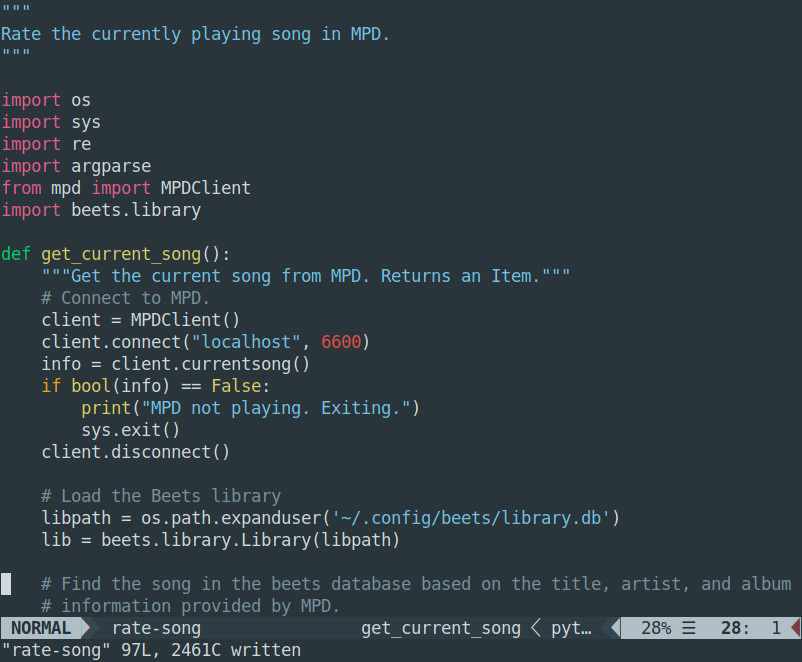 """
Rate the currently playing song in MPD.
"""

import os
import sys
import re
import argparse
from mpd import MPDClient
import beets.library

def get_current_song():
    """Get the current song from MPD. Returns an Item."""
    # Connect to MPD.
    client = MPDClient()
    client.connect("localhost", 6600)
    info = client.currentsong()
    if bool(info) == False:
        print("MPD not playing. Exiting.")
        sys.exit()
    client.disconnect()

    # Load the Beets library
    libpath = os.path.expanduser('~/.config/beets/library.db')
    lib = beets.library.Library(libpath)

    # Find the song in the beets database based on the title, artist, and album
    # information provided by MPD.
NORMAL rate-song get_current_song < pyt… 28% ☰ 28: 1
"rate-song" 97L, 2461C written